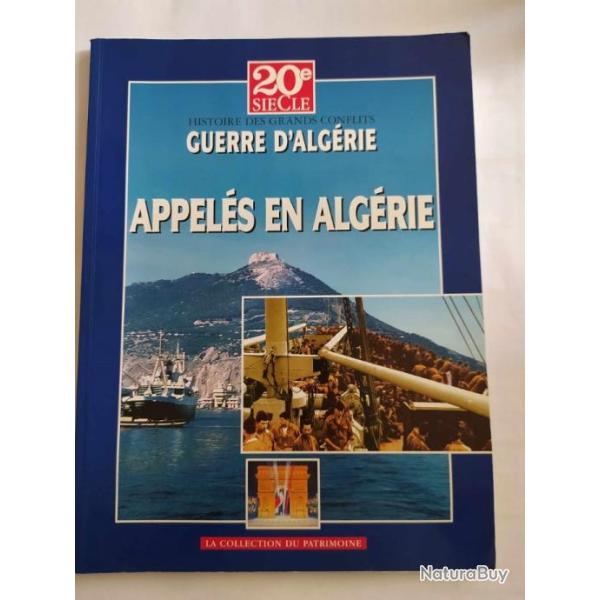 20e
SIECLE
HISTOIRE DES GRANDS CONFLITS
GUERRE D'ALGÉRIE
APPELÉS EN ALGÉRIE
LA COLLECTION DU PATRIMOINE
NaturaBuy